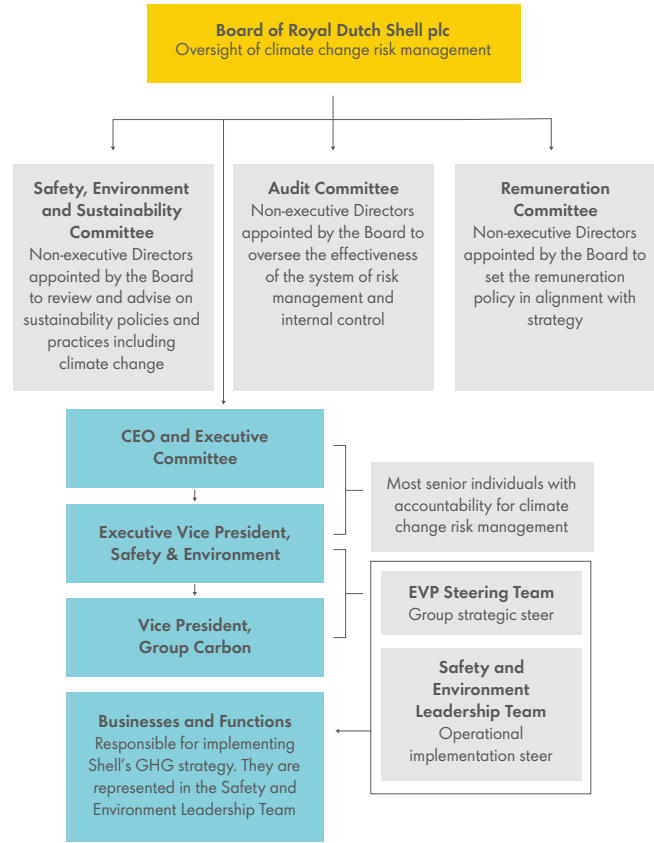 Board of Royal Dutch Shell plc
Oversight of climate change risk management
Safety, Environment
and Sustainability
Committee
Non-executive Directors
appointed by the Board
to review and advise on
sustainability policies and
practices including
climate change
Audit Committee
Non-executive Directors
appointed by the Board to
oversee the effectiveness
of the system of risk
management and
internal control
Remuneration
Committee
Non-executive Directors
appointed by the Board to
set the remuneration
policy in alignment with
strategy
CEO and Executive
Committee
Most senior individuals with
accountability for climate
change risk management
Executive Vice President,
Safety & Environment
EVP Steering Team
Group strategic steer
Vice President,
Group Carbon
Safety and
Environment
Leadership Team
Operational
implementation steer
Businesses and Functions
Responsible for implementing
Shell's GHG strategy. They are
represented in the Safety and
Environment Leadership Team